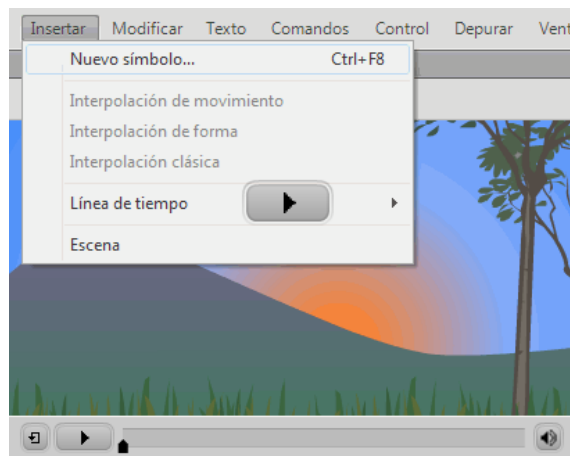 Insertar Modificar Texto Comandos Control Depurar Vent
Nuevo símbolo... Ctrl+F8
Interpolación de movimiento
Interpolación de forma
Interpolación clásica
Línea de tiempo
Escena